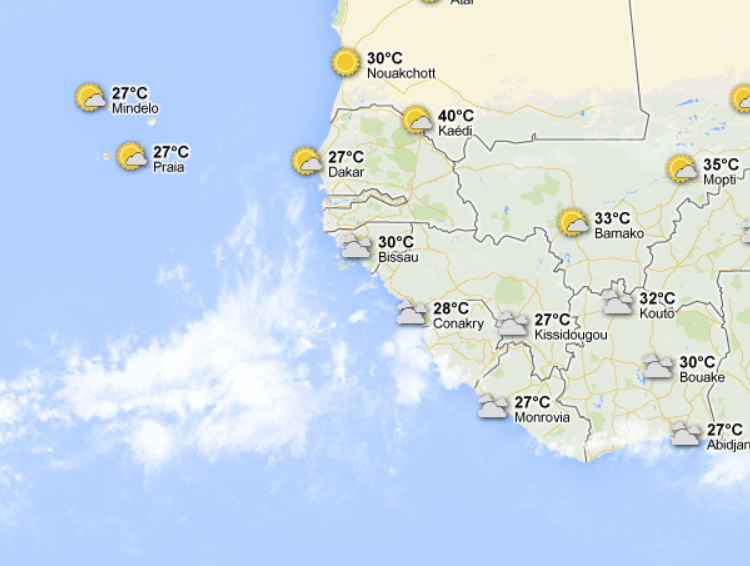 Atar
30°C
Nouakchott
27°C
Mindelo
40°C
Kaédi
27°C
Praia
27°C
Dakar
35°C
Mopti
33°C
Bamako
30°C
Bissau
28°C
Conakry
27°C
Kissidougou
32°C
Kouto
30°C
Bouake
27°C
Monrovia
27°C
Abidjan